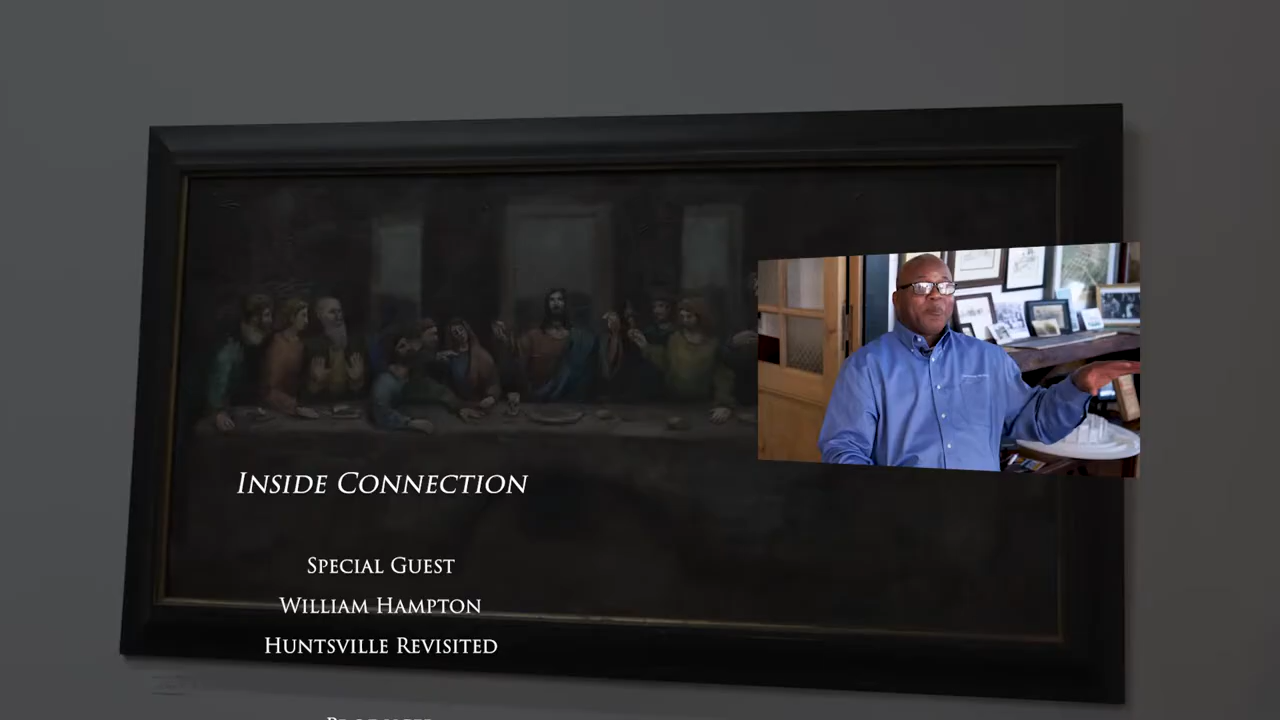 Inside Connection
Special Guest
William Hampton
Huntsville Revisited